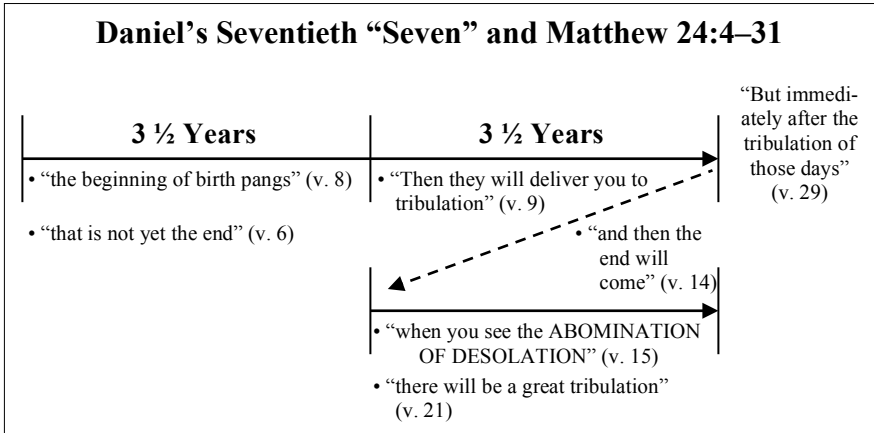 Daniel’s Seventieth “Seven” and Matthew 24:4–31
3 ½ Years
3 ½ Years
“But immedi-
ately after the
tribulation of
those days”
(v. 29)
• “the beginning of birth pangs” (v. 8)
• “that is not yet the end” (v. 6)
• “Then they will deliver you to
tribulation” (v. 9)
• “and then the
end will
come” (v. 14)
• “when you see the ABOMINATION
OF DESOLATION” (v. 15)
• “there will be a great tribulation”
(v. 21)